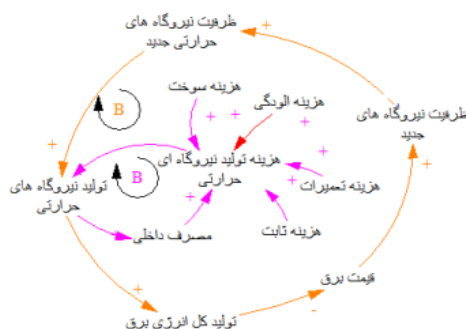 ظرفیت نیروگاه های
حرارتی جدید
+
+
B
هزینه سوخت
هزینه الودگی
+
+
+
ظرفیت نیروگاه های
جدید
+
B
هزینه تولید نیروگاه ای
حرارتی
+
+
تولید نیروگاه های
حرارتی
هزینه تعمیرات
+
+
مصرف داخلی
هزینه ثابت
+
قیمت برق
+
-
تولید کل انرژی برق